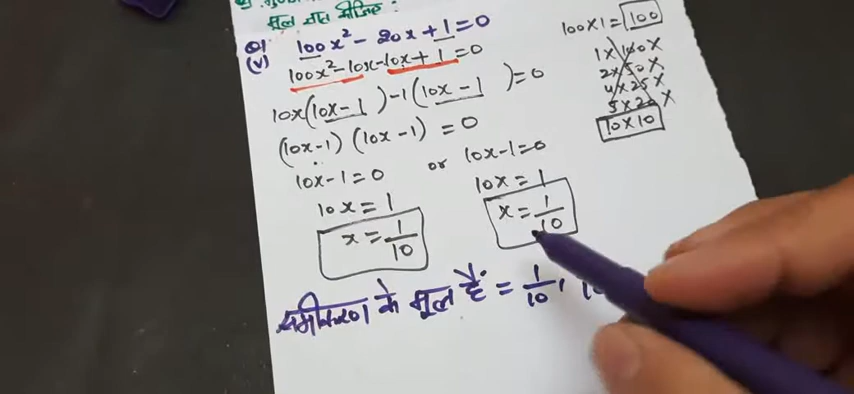 मूल ज्ञात कीजिए :
Q1
(v) 100x² - 20x + 1 = 0
100x² - 10x - 10x + 1 = 0
10x(10x - 1) - 1(10x - 1) = 0
(10x - 1) (10x - 1) = 0
10x - 1 = 0 or 10x - 1 = 0
10x = 1 10x = 1
x = 1/10 x = 1/10
समीकरण के मूल हैं = 1/10,
100 × 1 = 100
1 × 100 X
2 × 50 X
4 × 25 X
5 × 20 X
10 × 10